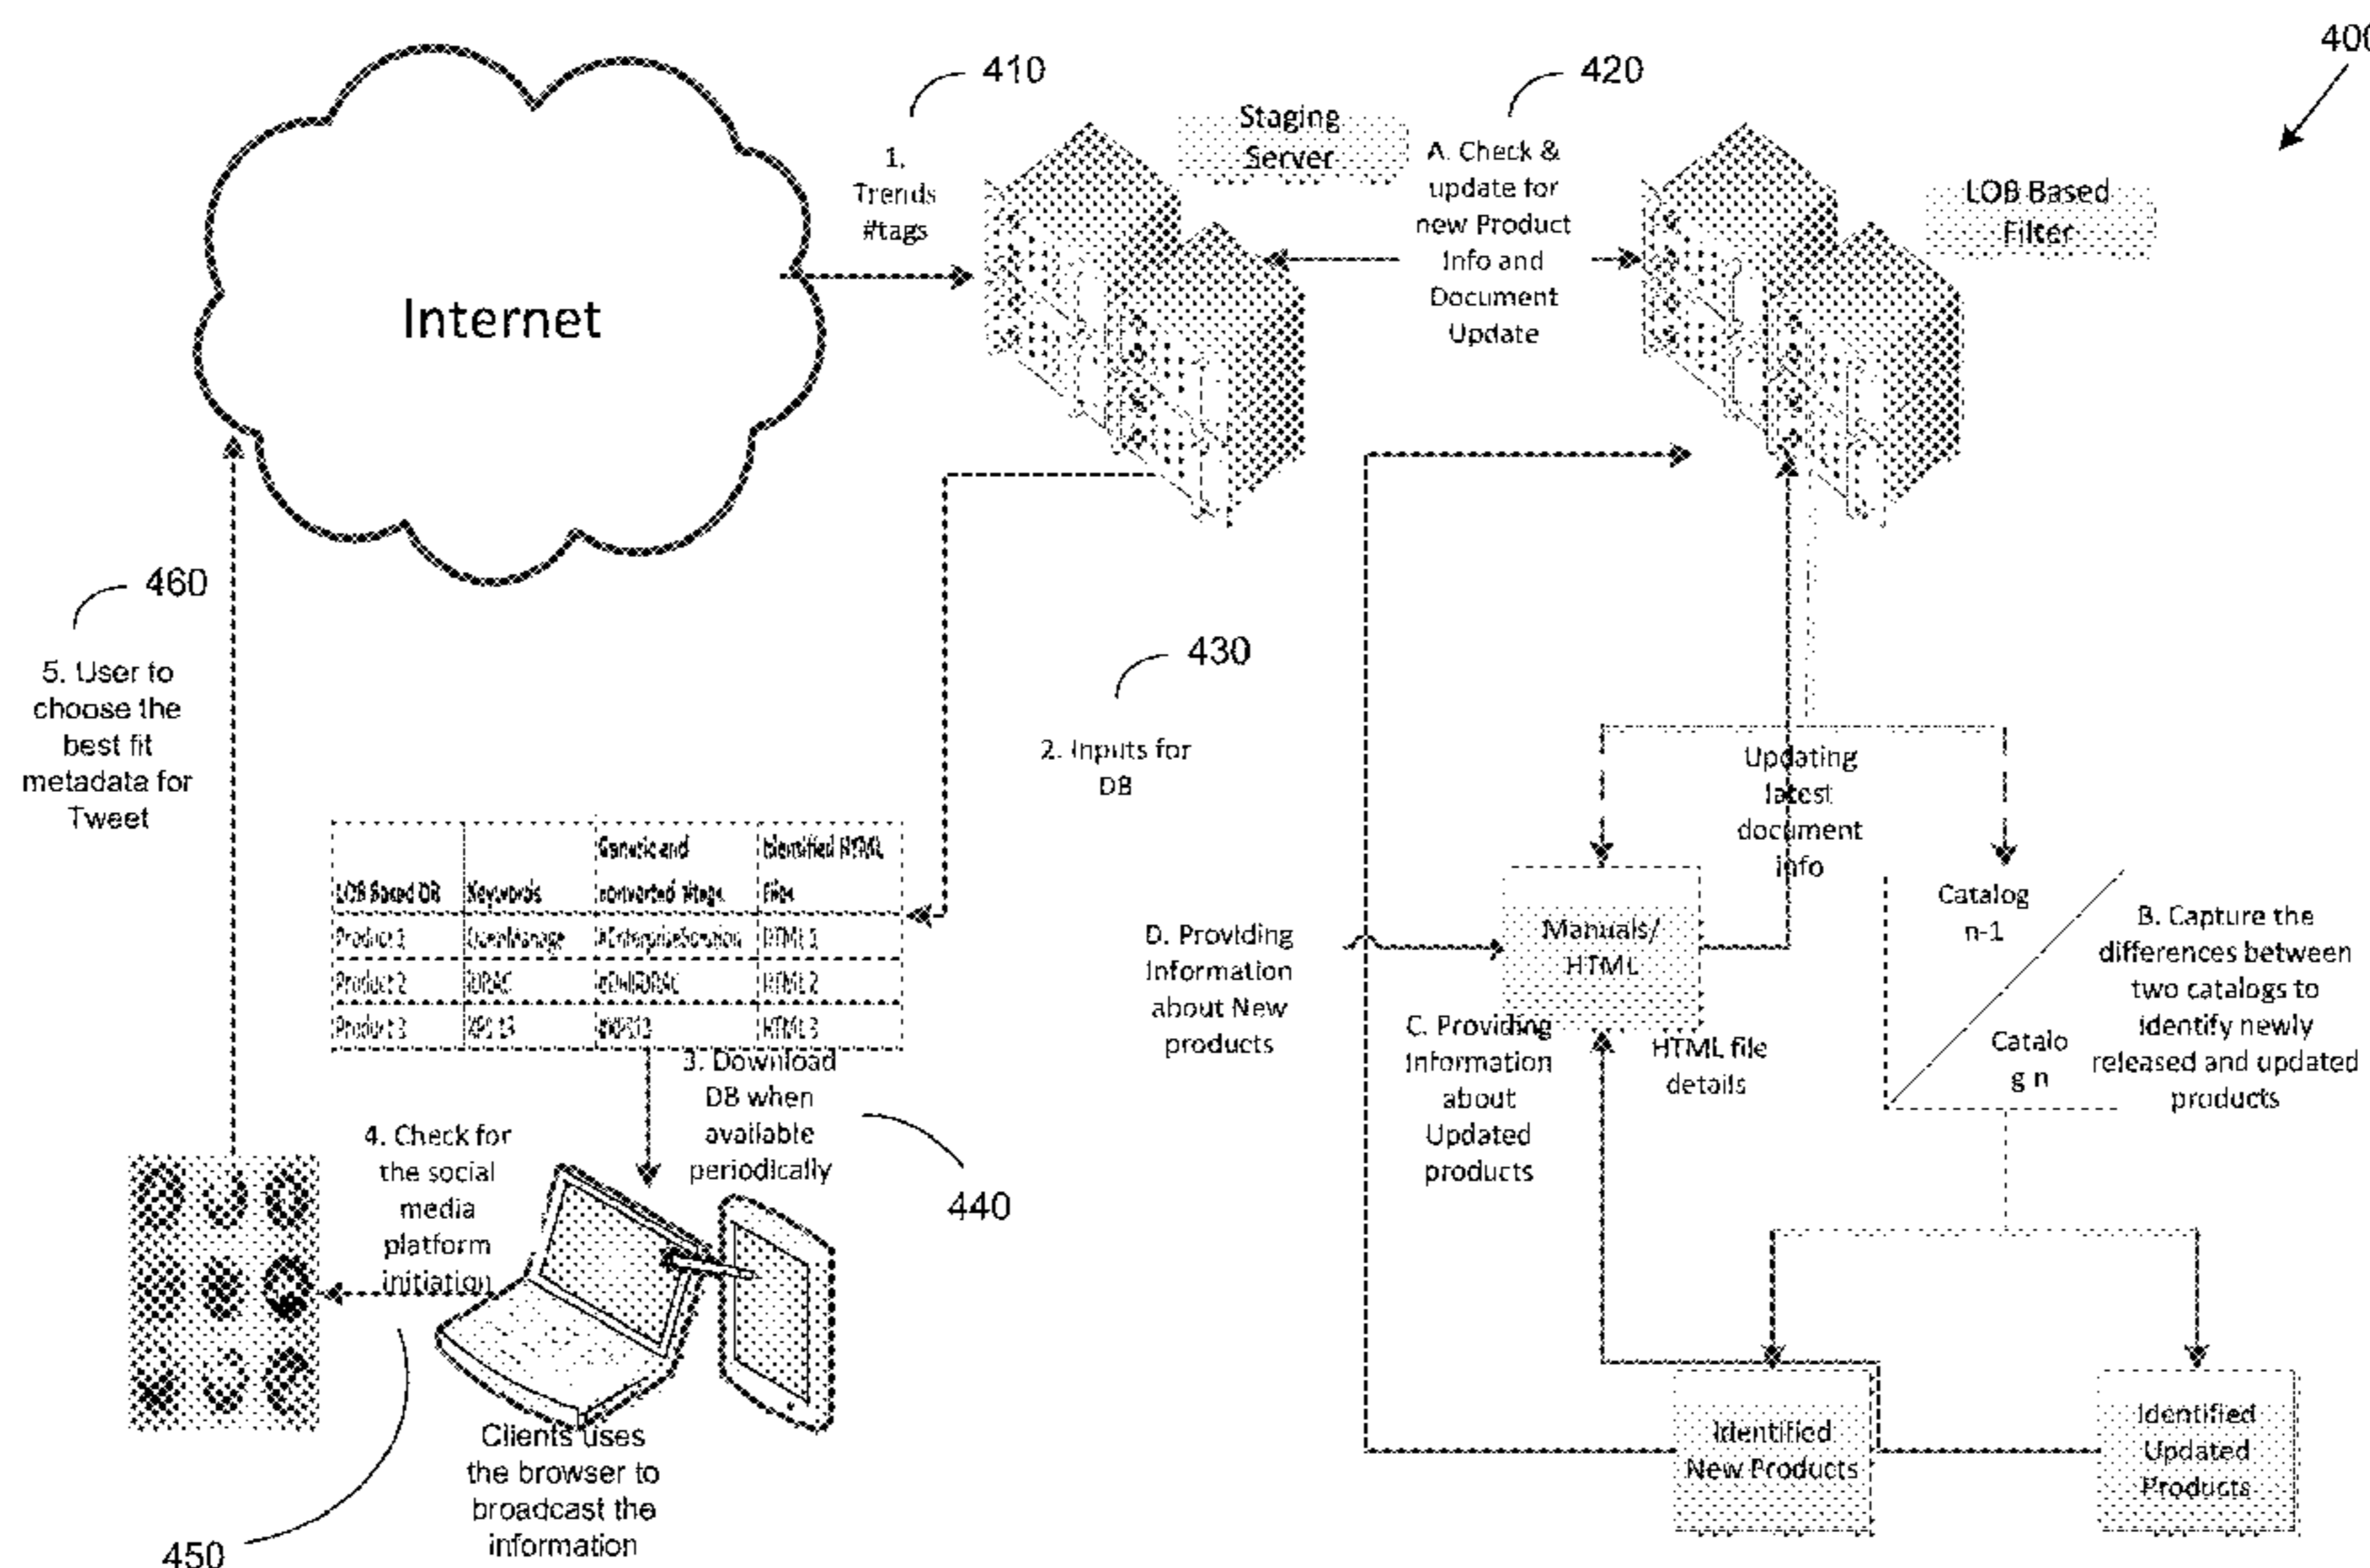 400
410
420
Staging
Server
1.
Trends
#tags
A. Check &
update for
new Product
Info and
Document
Update
LOB Based
Filter
Internet
460
5. User to
choose the
best fit
metadata for
Tweet
430
2. Inputs for
DB
Updating
latest
document
info
Identified HTML
LOB Based DB Keywords converted #tags Files
Product 1 HTML 1
Product 2 iDRAC HTML 2
Product 3 XPS 13 #XPS13 HTML 3
3. Download
DB when
available
periodically
440
4. Check for
the social
media
platform
initiation
Clients uses
the browser to
broadcast the
information
450
D. Providing
Information
about New
products
Manuals/
HTML
C. Providing
Information
about
Updated
products
HTML file
details
Catalog
n-1
Catalo
g n
B. Capture the
differences between
two catalogs to
identify newly
released and updated
products
Identified
New Products
Identified
Updated
Products